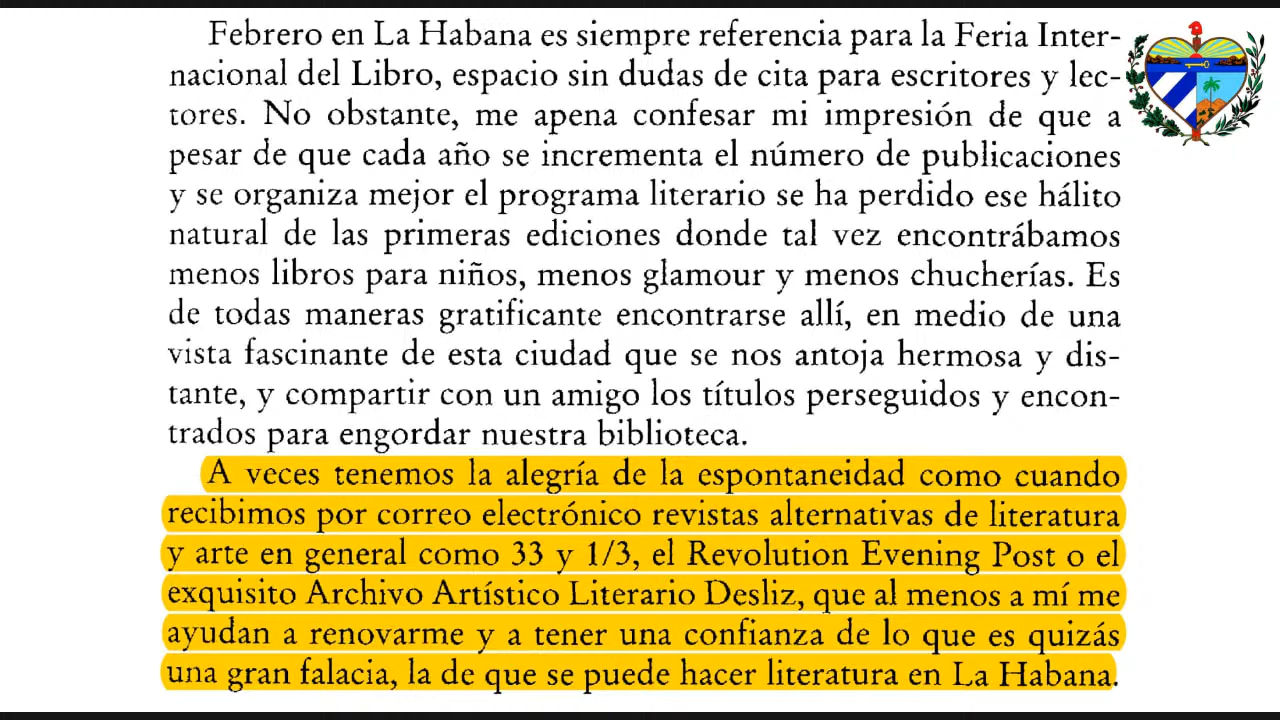 Febrero en La Habana es siempre referencia para la Feria Inter-
nacional del Libro, espacio sin dudas de cita para escritores y lec-
tores. No obstante, me apena confesar mi impresión de que a
pesar de que cada año se incrementa el número de publicaciones
y se organiza mejor el programa literario se ha perdido ese hálito
natural de las primeras ediciones donde tal vez encontrábamos
menos libros para niños, menos glamour y menos chucherías. Es
de todas maneras gratificante encontrarse allí, en medio de una
vista fascinante de esta ciudad que se nos antoja hermosa y dis-
tante, y compartir con un amigo los títulos perseguidos y encon-
trados para engordar nuestra biblioteca.
A veces tenemos la alegría de la espontaneidad como cuando
recibimos por correo electrónico revistas alternativas de literatura
y arte en general como 33 y 1/3, el Revolution Evening Post o el
exquisito Archivo Artístico Literario Desliz, que al menos a mí me
ayudan a renovarme y a tener una confianza de lo que es quizás
una gran falacia, la de que se puede hacer literatura en La Habana.